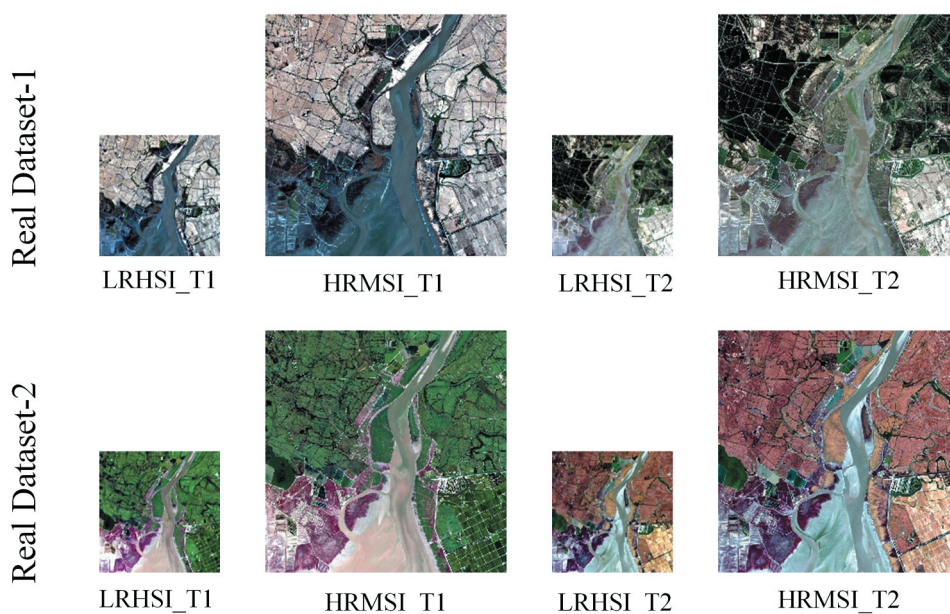 Real Dataset-1
LRHSI_T1
HRMSI_T1
LRHSI_T2
HRMSI_T2
Real Dataset-2
LRHSI_T1
HRMSI_T1
LRHSI_T2
HRMSI_T2